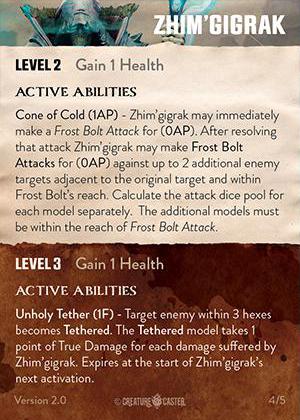 ZHIM'GIGRAK
LEVEL 2 Gain 1 Health
ACTIVE ABILITIES
Cone of Cold (1AP) - Zhim'gigrak may immediately
make a Frost Bolt Attack for (0AP). After resolving
that attack Zhim'gigrak may make Frost Bolt
Attacks for (0AP) against up to 2 additional enemy
targets adjacent to the original target and within
Frost Bolt's reach. Calculate the attack dice pool for
each model separately. The additional models must
be within the reach of Frost Bolt Attack.
LEVEL 3 Gain 1 Health
ACTIVE ABILITIES
Unholy Tether (1F) - Target enemy within 3 hexes
becomes Tethered. The Tethered model takes 1
point of True Damage for each damage suffered by
Zhim'gigrak. Expires at the start of Zhim'gigrak's
next activation.
Version 2.0 © CREATURE CASTER 4/5